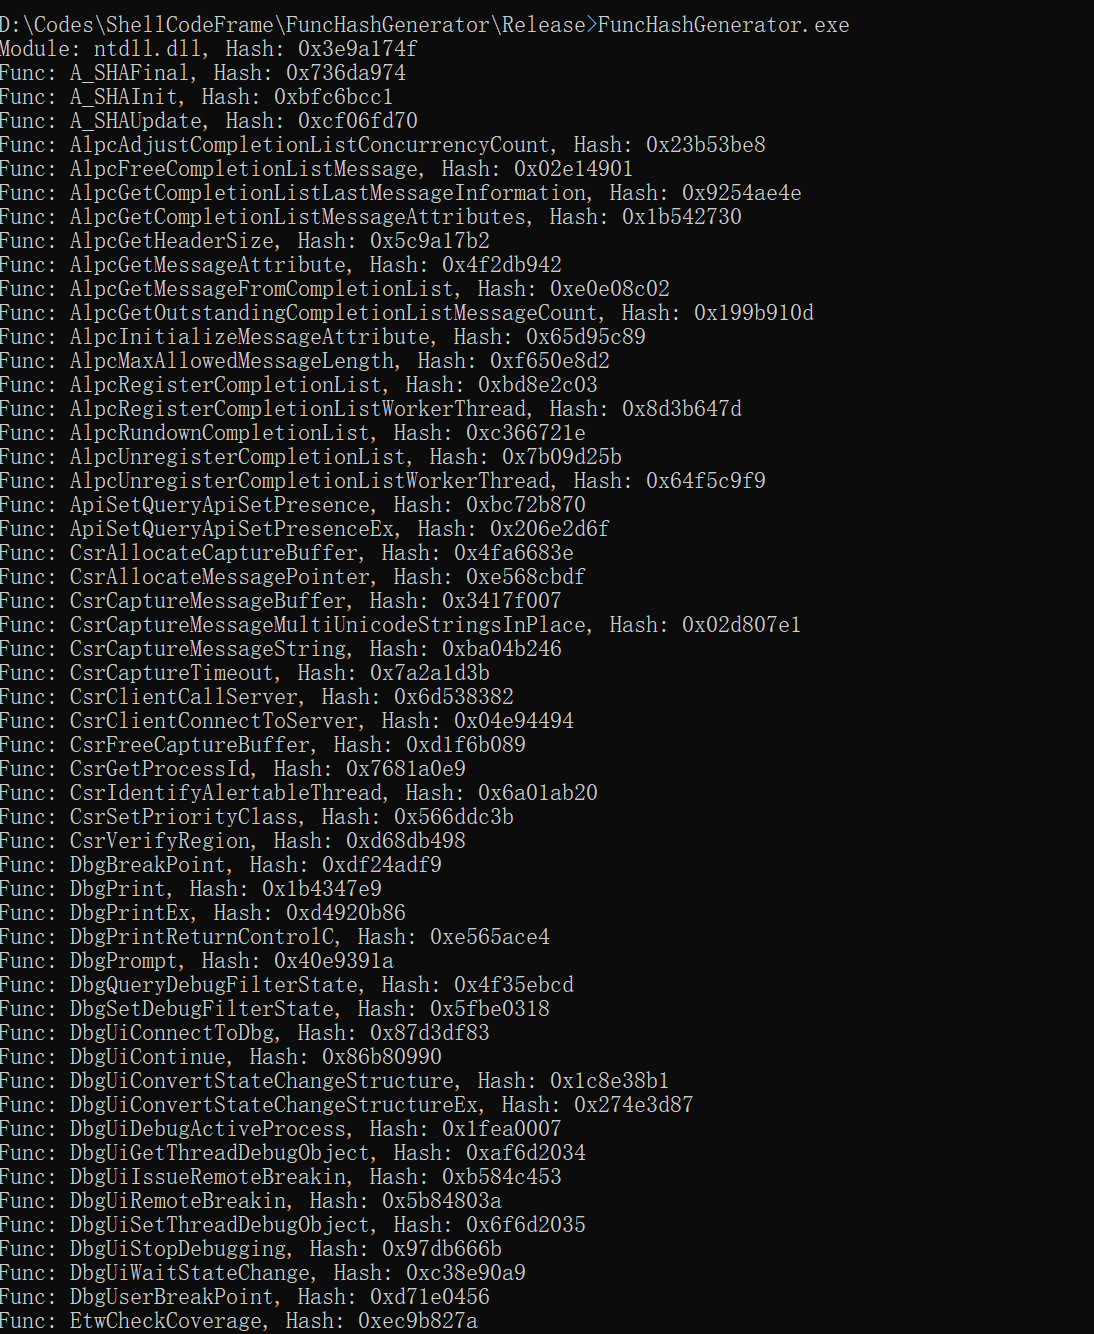 D:\Codes\ShellCodeFrame\FuncHashGenerator\Release>FuncHashGenerator.exe
Module: ntdll.dll, Hash: 0x3e9a174f
Func: A_SHAFinal, Hash: 0x736da974
Func: A_SHAInit, Hash: 0xbfc6bcc1
Func: A_SHAUpdate, Hash: 0xcf06fd70
Func: AlpcAdjustCompletionListConcurrencyCount, Hash: 0x23b53be8
Func: AlpcFreeCompletionListMessage, Hash: 0x02e14901
Func: AlpcGetCompletionListLastMessageInformation, Hash: 0x9254ae4e
Func: AlpcGetCompletionListMessageAttributes, Hash: 0x1b542730
Func: AlpcGetHeaderSize, Hash: 0x5c9a17b2
Func: AlpcGetMessageAttribute, Hash: 0x4f2db942
Func: AlpcGetMessageFromCompletionList, Hash: 0xe0e08c02
Func: AlpcGetOutstandingCompletionListMessageCount, Hash: 0x199b910d
Func: AlpcInitializeMessageAttribute, Hash: 0x65d95c89
Func: AlpcMaxAllowedMessageLength, Hash: 0xf650e8d2
Func: AlpcRegisterCompletionList, Hash: 0xbd8e2c03
Func: AlpcRegisterCompletionListWorkerThread, Hash: 0x8d3b647d
Func: AlpcRundownCompletionList, Hash: 0xc366721e
Func: AlpcUnregisterCompletionList, Hash: 0x7b09d25b
Func: AlpcUnregisterCompletionListWorkerThread, Hash: 0x64f5c9f9
Func: ApiSetQueryApiSetPresence, Hash: 0xbc72b870
Func: ApiSetQueryApiSetPresenceEx, Hash: 0x206e2d6f
Func: CsrAllocateCaptureBuffer, Hash: 0x4fa6683e
Func: CsrAllocateMessagePointer, Hash: 0xe568cbdf
Func: CsrCaptureMessageBuffer, Hash: 0x3417f007
Func: CsrCaptureMessageMultiUnicodeStringsInPlace, Hash: 0x02d807e1
Func: CsrCaptureMessageString, Hash: 0xba04b246
Func: CsrCaptureTimeout, Hash: 0x7a2a1d3b
Func: CsrClientCallServer, Hash: 0x6d538382
Func: CsrClientConnectToServer, Hash: 0x04e94494
Func: CsrFreeCaptureBuffer, Hash: 0xd1f6b089
Func: CsrGetProcessId, Hash: 0x7681a0e9
Func: CsrIdentifyAlertableThread, Hash: 0x6a01ab20
Func: CsrSetPriorityClass, Hash: 0x566ddc3b
Func: CsrVerifyRegion, Hash: 0xd68db498
Func: DbgBreakPoint, Hash: 0xdf24adf9
Func: DbgPrint, Hash: 0x1b4347e9
Func: DbgPrintEx, Hash: 0xd4920b86
Func: DbgPrintReturnControlC, Hash: 0xe565ace4
Func: DbgPrompt, Hash: 0x40e9391a
Func: DbgQueryDebugFilterState, Hash: 0x4f35ebcd
Func: DbgSetDebugFilterState, Hash: 0x5fbe0318
Func: DbgUiConnectToDbg, Hash: 0x87d3df83
Func: DbgUiContinue, Hash: 0x86b80990
Func: DbgUiConvertStateChangeStructure, Hash: 0x1c8e38b1
Func: DbgUiConvertStateChangeStructureEx, Hash: 0x274e3d87
Func: DbgUiDebugActiveProcess, Hash: 0x1fea0007
Func: DbgUiGetThreadDebugObject, Hash: 0xaf6d2034
Func: DbgUiIssueRemoteBreakin, Hash: 0xb584c453
Func: DbgUiRemoteBreakin, Hash: 0x5b84803a
Func: DbgUiSetThreadDebugObject, Hash: 0x6f6d2035
Func: DbgUiStopDebugging, Hash: 0x97db666b
Func: DbgUiWaitStateChange, Hash: 0xc38e90a9
Func: DbgUserBreakPoint, Hash: 0xd71e0456
Func: EtwCheckCoverage, Hash: 0xec9b827a